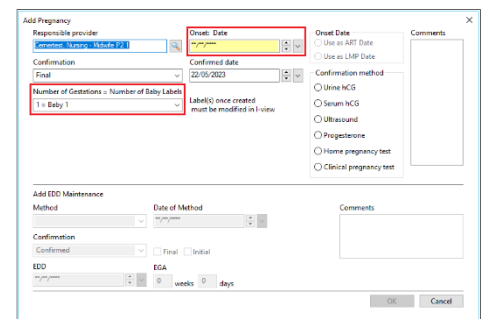 Add Pregnancy
Responsible provider
Cernertest, Nursing - Midwife P2 1
Onset: Date
**/**/****
Onset Date
Use as ART Date
Use as LMP Date
Comments
Confirmation
Final
Confirmed date
22/05/2023
Confirmation method
Urine hCG
Serum hCG
Ultrasound
Progesterone
Home pregnancy test
Clinical pregnancy test
Number of Gestations = Number of Baby Labels
1 = Baby 1
Label(s) once created
must be modified in I-view
Add EDD Maintenance
Method
Date of Method
**/**/****
Comments
Confirmation
Confirmed
Final
Initial
EDD
**/**/****
EGA
0 weeks 0 days
OK
Cancel